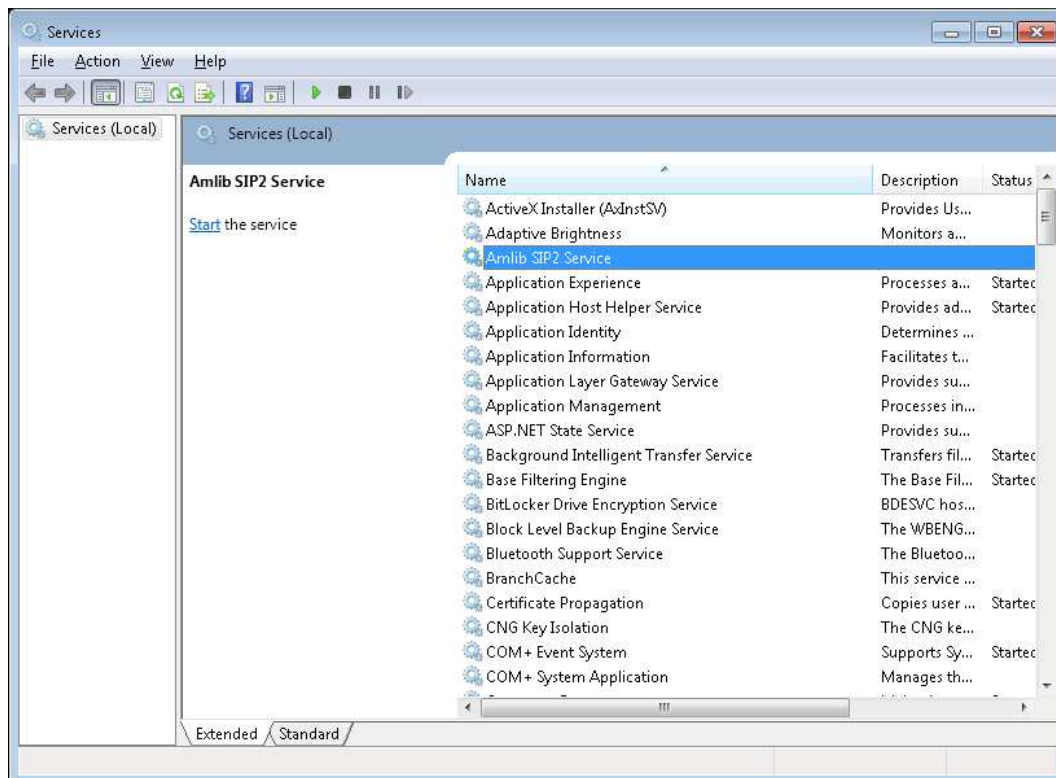 Services
File Action View Help
Services (Local)
Services (Local)
Amlib SIP2 Service
Start the service
Name Description Status
ActiveX Installer (AxInstSV) Provides Us...
Adaptive Brightness Monitors a...
Amlib SIP2 Service
Application Experience Processes a... Started
Application Host Helper Service Provides ad... Started
Application Identity Determines ...
Application Information Facilitates t...
Application Layer Gateway Service Provides su...
Application Management Processes in...
ASP.NET State Service Provides su...
Background Intelligent Transfer Service Transfers fil... Started
Base Filtering Engine The Base Fil... Started
BitLocker Drive Encryption Service BDESVC hos...
Block Level Backup Engine Service The WBENG...
Bluetooth Support Service The Bluetoo...
BranchCache This service ...
Certificate Propagation Copies user ... Started
CNG Key Isolation The CNG ke...
COM+ Event System Supports Sy... Started
COM+ System Application Manages th...
Extended Standard